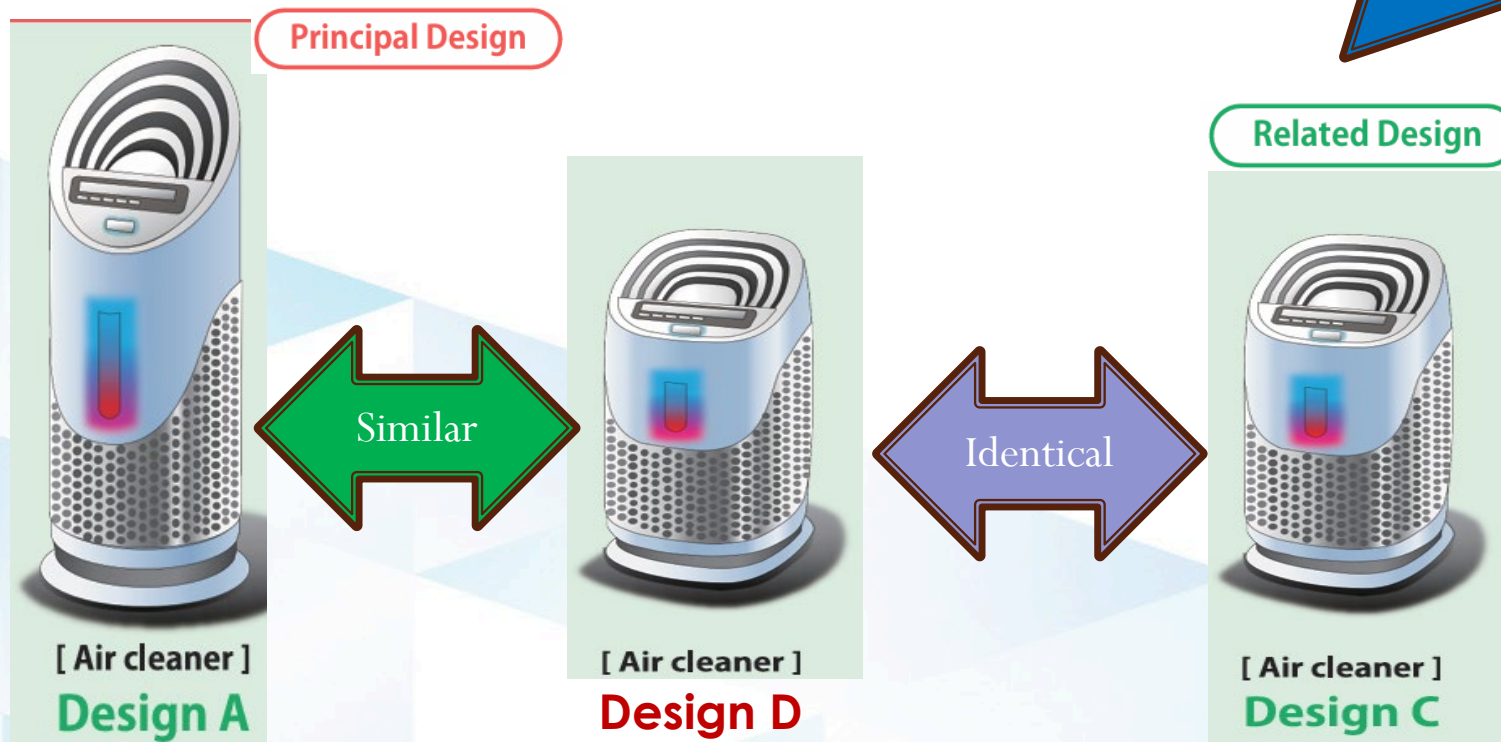 Principal Design
Related Design
Similar
Identical
[ Air cleaner ]
Design A
[ Air cleaner ]
Design D
[ Air cleaner ]
Design C